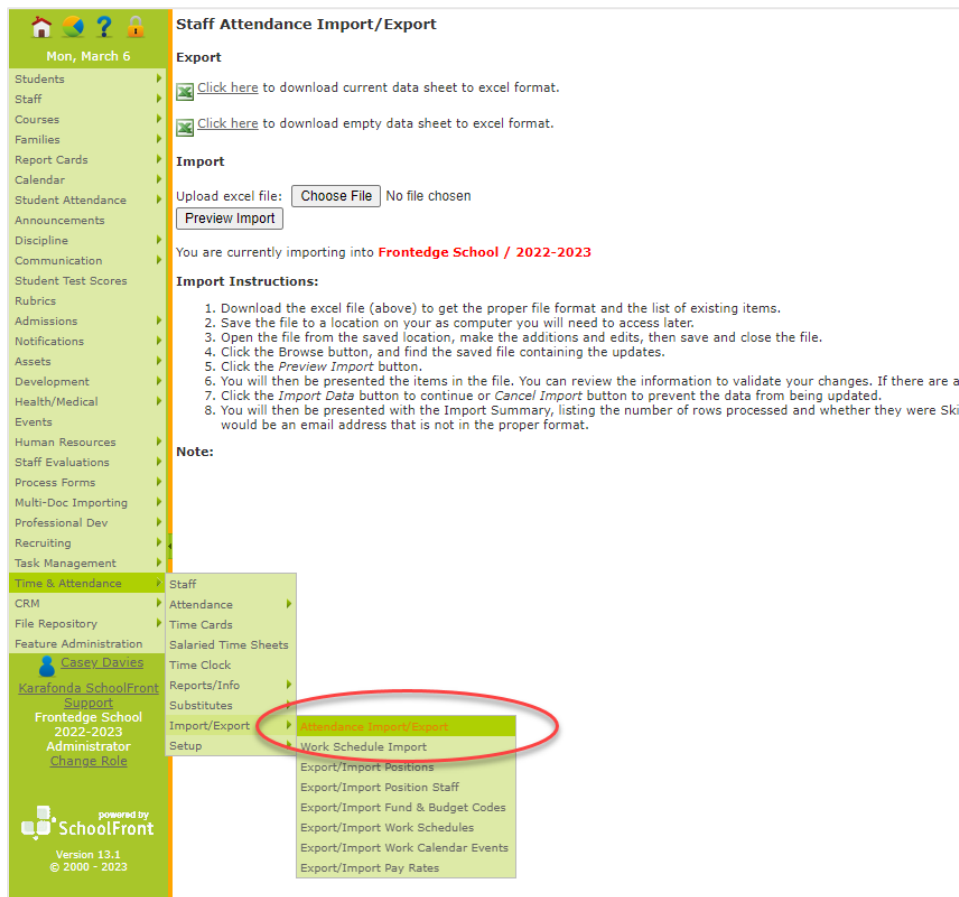 Mon, March 6
Students
Staff
Courses
Families
Report Cards
Calendar
Student Attendance
Announcements
Discipline
Communication
Student Test Scores
Rubrics
Admissions
Notifications
Assets
Development
Health/Medical
Events
Human Resources
Staff Evaluations
Process Forms
Multi-Doc Importing
Professional Dev
Recruiting
Task Management
Time & Attendance
CRM
File Repository
Feature Administration
Casey Davies
Karafonda SchoolFront
Support
Frontedge School
2022-2023
Administrator
Change Role
powered by
SchoolFront
Version 13.1
© 2000 - 2023
Staff Attendance Import/Export
Export
Click here to download current data sheet to excel format.
Click here to download empty data sheet to excel format.
Import
Upload excel file: Choose File No file chosen
Preview Import
You are currently importing into Frontedge School / 2022-2023
Import Instructions:
1. Download the excel file (above) to get the proper file format and the list of existing items.
2. Save the file to a location on your as computer you will need to access later.
3. Open the file from the saved location, make the additions and edits, then save and close the file.
4. Click the Browse button, and find the saved file containing the updates.
5. Click the Preview Import button.
6. You will then be presented the items in the file. You can review the information to validate your changes. If there are a
7. Click the Import Data button to continue or Cancel Import button to prevent the data from being updated.
8. You will then be presented with the Import Summary, listing the number of rows processed and whether they were Ski
would be an email address that is not in the proper format.
Note:
Staff
Attendance
Time Cards
Salaried Time Sheets
Time Clock
Reports/Info
Substitutes
Import/Export
Setup
Attendance Import/Export
Work Schedule Import
Export/Import Positions
Export/Import Position Staff
Export/Import Fund & Budget Codes
Export/Import Work Schedules
Export/Import Work Calendar Events
Export/Import Pay Rates